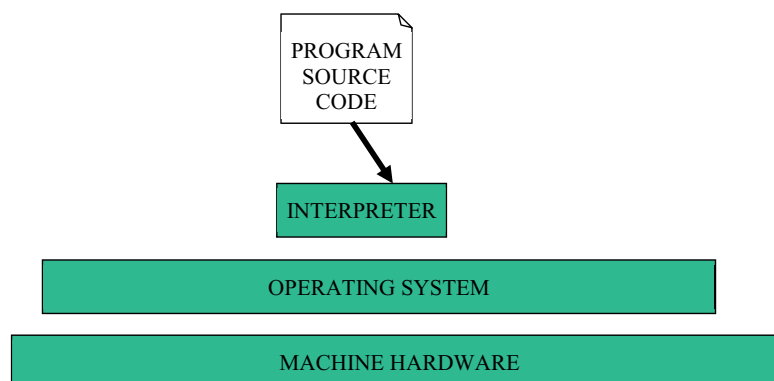 PROGRAM
SOURCE
CODE
INTERPRETER
OPERATING SYSTEM
MACHINE HARDWARE